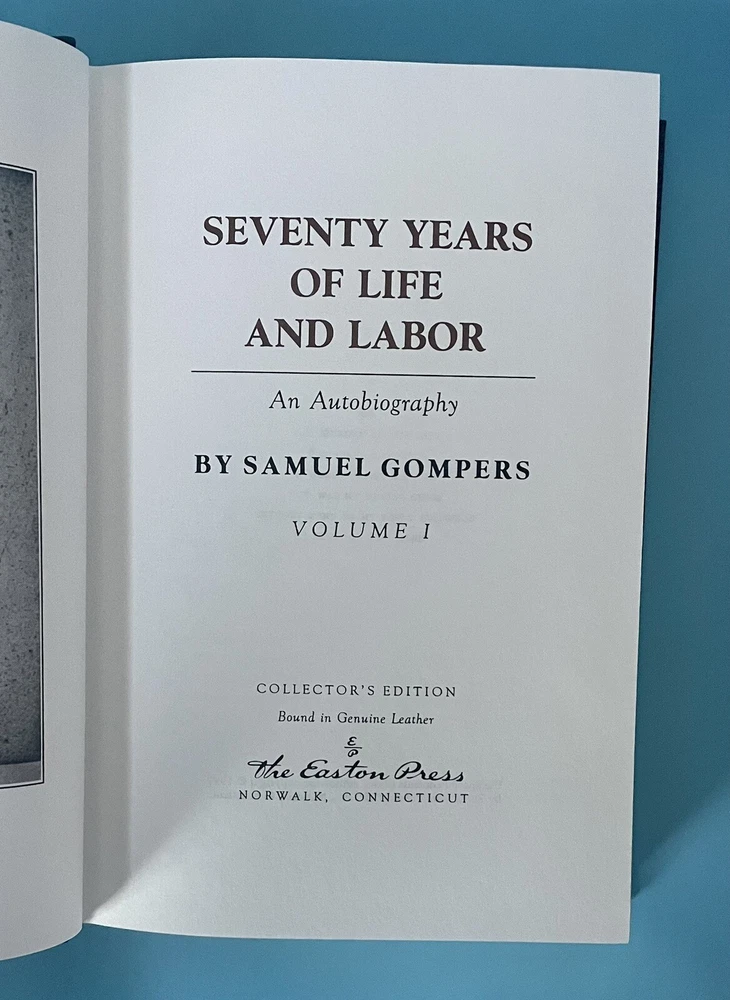 SEVENTY YEARS
OF LIFE
AND LABOR
An Autobiography
BY SAMUEL GOMPERS
VOLUME I
COLLECTOR'S EDITION
Bound in Genuine Leather
E
P
The Easton Press
NORWALK, CONNECTICUT